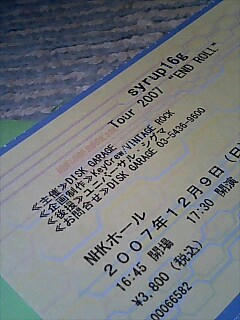 syrup16g
Tour 2007 "END ROLL"
≪主催≫DISK GARAGE
≪企画制作≫KeyCrew/VINTAGE ROCK
≪後援≫ユニバーサル・シグマ
≪お問合せ≫DISK GARAGE 03-5436-9600
NHKホール
2007年12月9日(日)
16:45 開場 17:30 開演
¥3,800(税込)
00066582